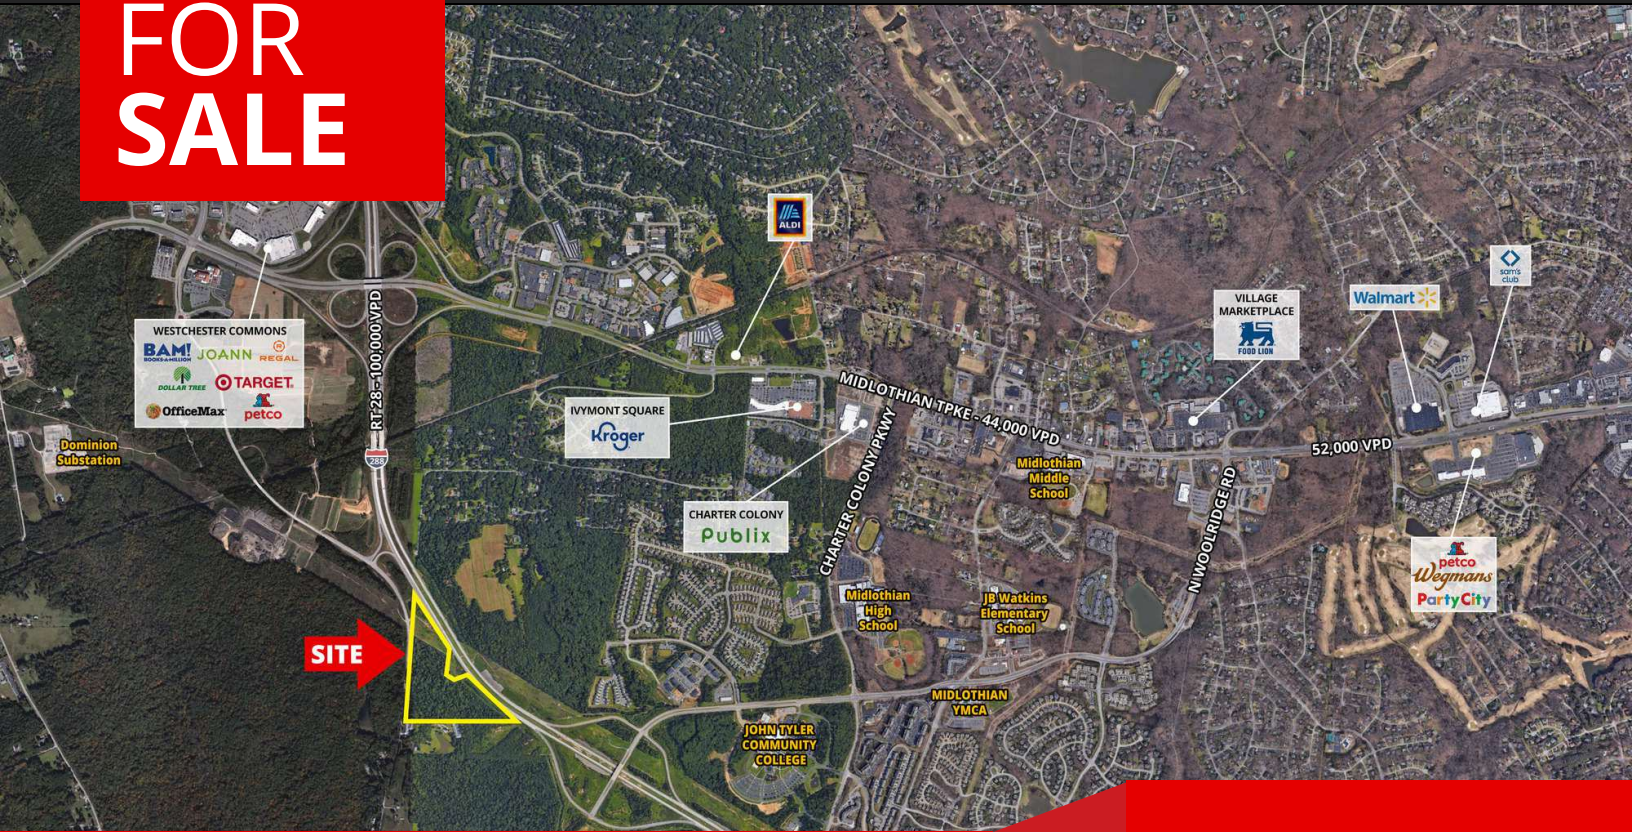 FOR
SALE
ALDI
sam's
club
VILLAGE
MARKETPLACE
FOOD LION
Walmart
WESTCHESTER COMMONS
BAM!
BOOKS-A-MILLION
JOANN
REGAL
DOLLAR TREE
TARGET
OfficeMax
petco
RT 288 - 100,000 VPD
288
IVYMONT SQUARE
Kroger
MIDLOTHIAN TPKE - 44,000 VPD
52,000 VPD
Dominion
Substation
CHARTER COLONY PKWY
Midlothian
Middle
School
N WOOLRIDGE RD
CHARTER COLONY
Publix
petco
Wegmans
PartyCity
Midlothian
High
School
JB Watkins
Elementary
School
SITE
MIDLOTHIAN
YMCA
JOHN TYLER
COMMUNITY
COLLEGE